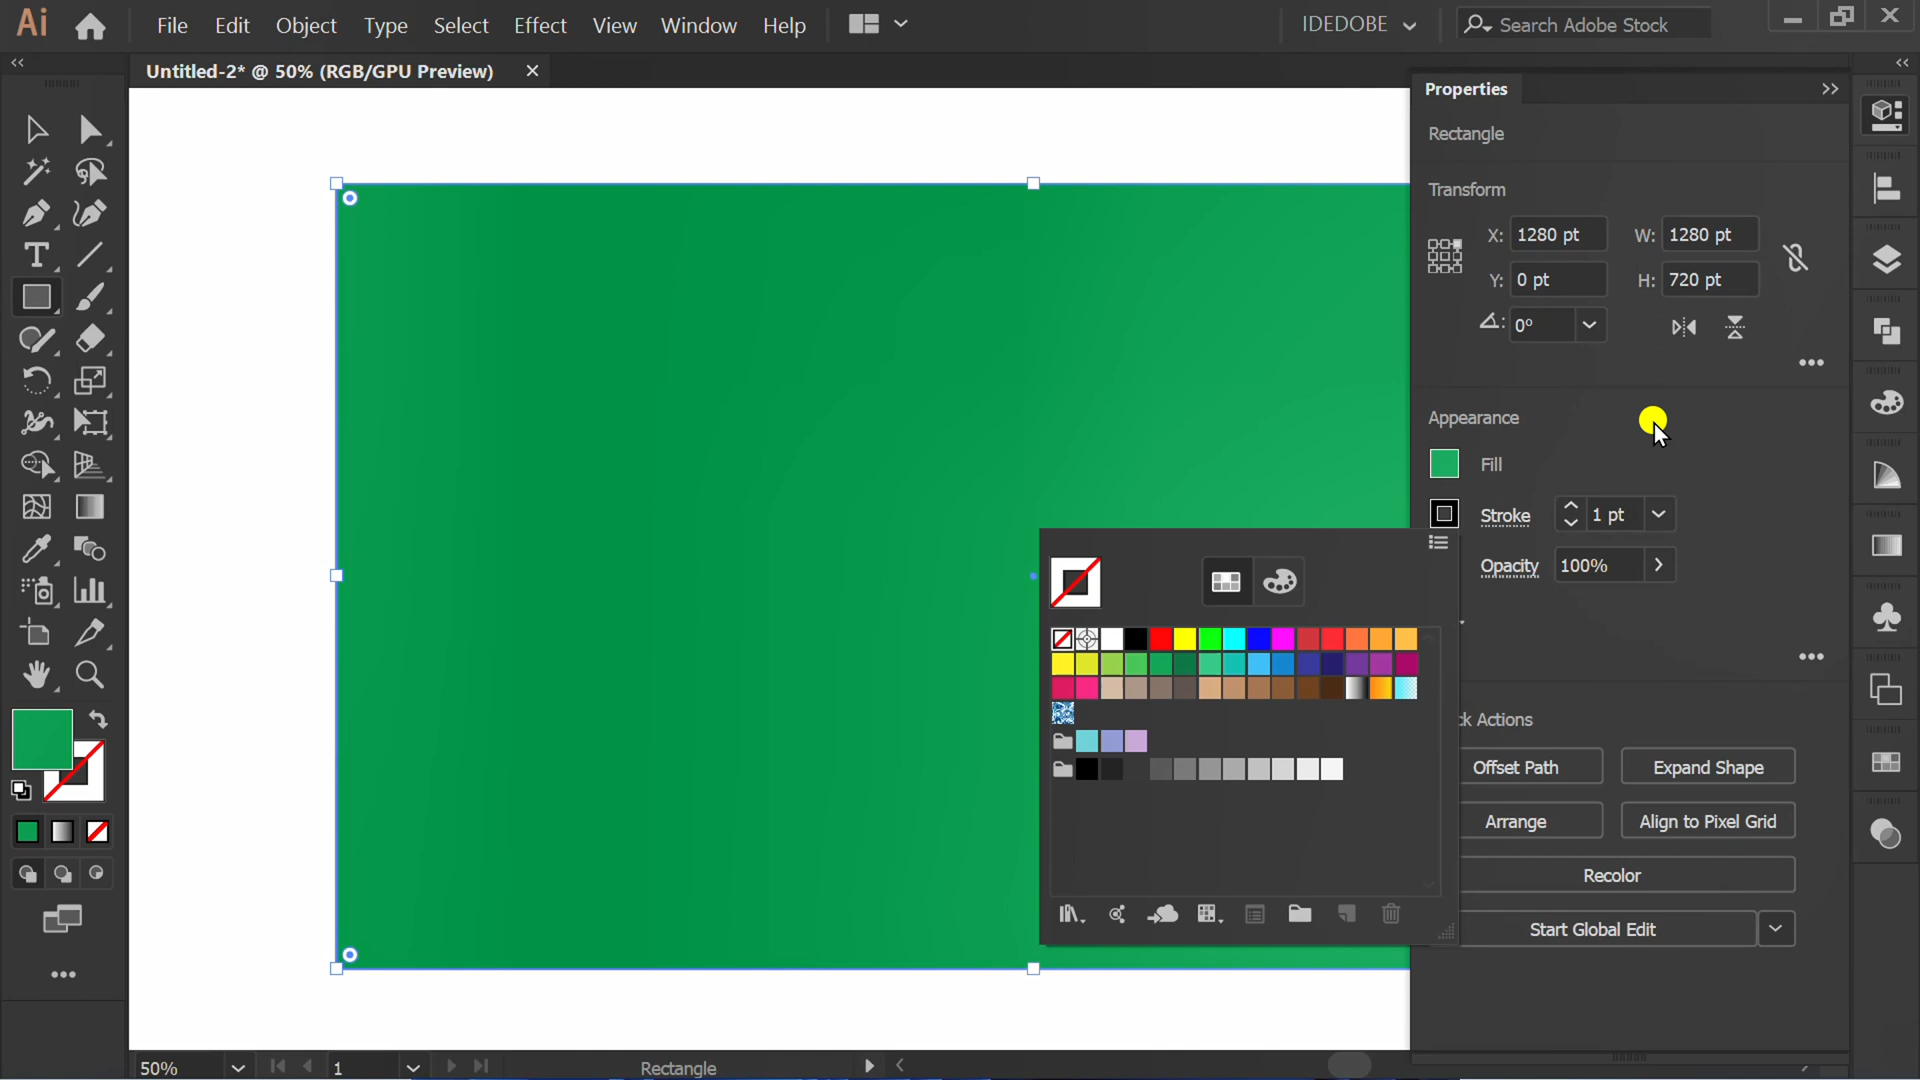 Ai File Edit Object Type Select Effect View Window Help IDEDOBE Search Adobe Stock
Untitled-2* @ 50% (RGB/GPU Preview)
Properties
Rectangle
Transform
X: 1280 pt W: 1280 pt
Y: 0 pt H: 720 pt
0°
Appearance
Fill
Stroke 1 pt
Opacity 100%
ck Actions
Offset Path Expand Shape
Arrange Align to Pixel Grid
Recolor
Start Global Edit
50% 1 Rectangle